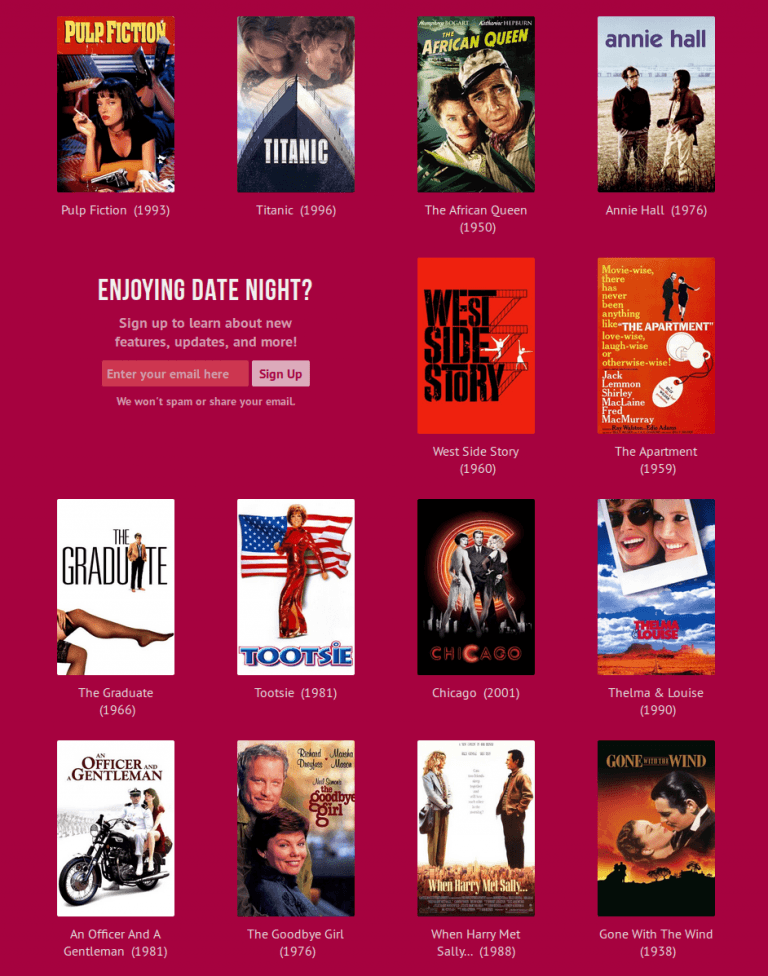 PULP FICTION
TITANIC
Humphrey BOGART Katharine HEPBURN
THE
AFRICAN QUEEN
annie hall
Pulp Fiction (1993)
Titanic (1996)
The African Queen
(1950)
Annie Hall (1976)
ENJOYING DATE NIGHT?
Sign up to learn about new
features, updates, and more!
Enter your email here
Sign Up
We won't spam or share your email.
WEST
SIDE
STORY
Movie-wise,
there
has
never
been
anything
like "THE APARTMENT"
love-wise,
laugh-wise
or
otherwise-wise!
Jack
Lemmon
Shirley
MacLaine
Fred
MacMurray
Ray Walston Edie Adams
West Side Story
(1960)
The Apartment
(1959)
THE
GRADUATE
TOOTSIE
CHICAGO
THELMA
& LOUISE
The Graduate
(1966)
Tootsie (1981)
Chicago (2001)
Thelma & Louise
(1990)
AN
OFFICER AND
A GENTLEMAN
Richard Dreyfuss
Marsha Mason
Neil Simon's
the
goodbye
girl
When Harry Met Sally...
GONE WITH THE WIND
An Officer And A
Gentleman (1981)
The Goodbye Girl
(1976)
When Harry Met
Sally... (1988)
Gone With The Wind
(1938)